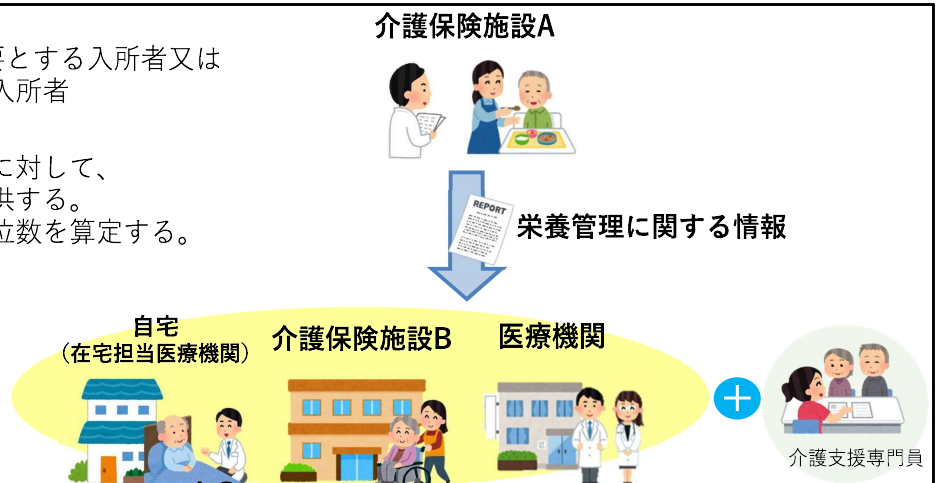 介護保険施設A
要とする入所者又は
入所者
に対して、
供する。
位数を算定する。
REPORT
栄養管理に関する情報
自宅
（在宅担当医療機関）
介護保険施設B
医療機関
介護支援専門員